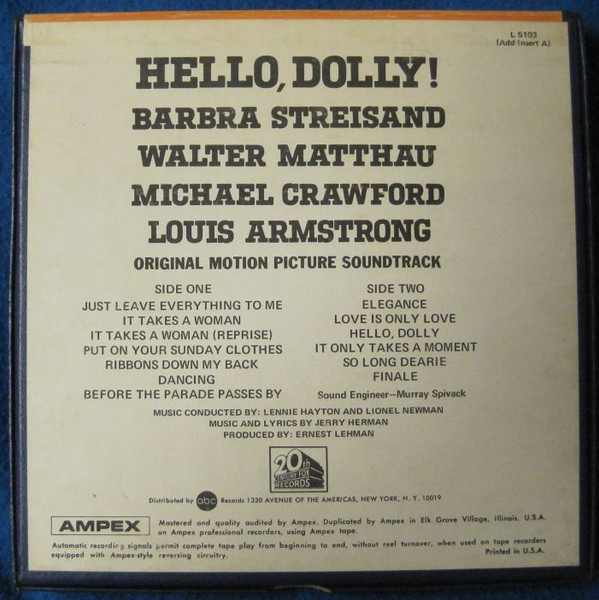 L 5103
(Add Insert A)
HELLO, DOLLY!
BARBRA STREISAND
WALTER MATTHAU
MICHAEL CRAWFORD
LOUIS ARMSTRONG
ORIGINAL MOTION PICTURE SOUNDTRACK
SIDE ONE
JUST LEAVE EVERYTHING TO ME
IT TAKES A WOMAN
IT TAKES A WOMAN (REPRISE)
PUT ON YOUR SUNDAY CLOTHES
RIBBONS DOWN MY BACK
DANCING
BEFORE THE PARADE PASSES BY
SIDE TWO
ELEGANCE
LOVE IS ONLY LOVE
HELLO, DOLLY
IT ONLY TAKES A MOMENT
SO LONG DEARIE
FINALE
Sound Engineer—Murray Spivack
MUSIC CONDUCTED BY: LENNIE HAYTON AND LIONEL NEWMAN
MUSIC AND LYRICS BY JERRY HERMAN
PRODUCED BY: ERNEST LEHMAN
20th
CENTURY FOX
RECORDS
Distributed by abc Records 1330 AVENUE OF THE AMERICAS, NEW YORK, N. Y. 10019
AMPEX
Mastered and quality audited by Ampex. Duplicated by Ampex in Elk Grove Village, Illinois, U.S.A.
on Ampex professional recorders, using Ampex tape.
Automatic recording signals permit complete tape play from beginning to end, without reel turnover, when used on tape recorders
equipped with Ampex-style reversing circuitry.
Printed in U.S.A.